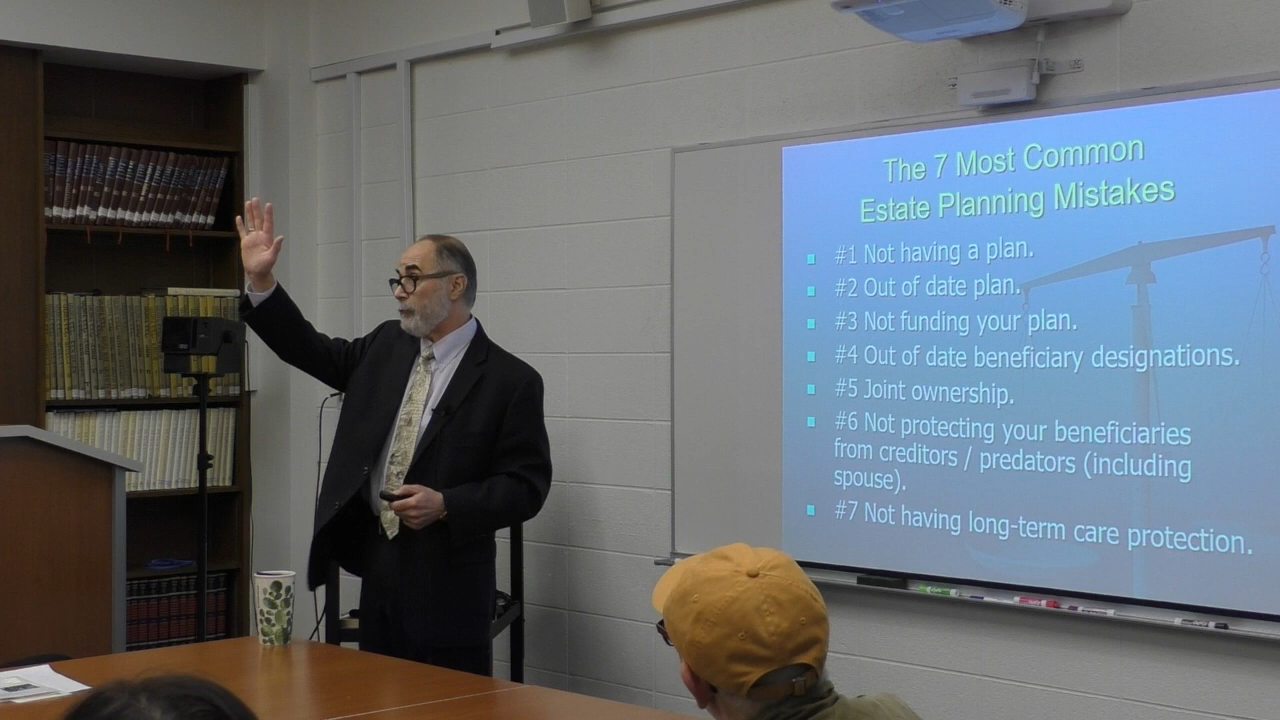 The 7 Most Common
Estate Planning Mistakes
#1 Not having a plan.
#2 Out of date plan.
#3 Not funding your plan.
#4 Out of date beneficiary designations.
#5 Joint ownership.
#6 Not protecting your beneficiaries
from creditors / predators (including
spouse).
#7 Not having long-term care protection.